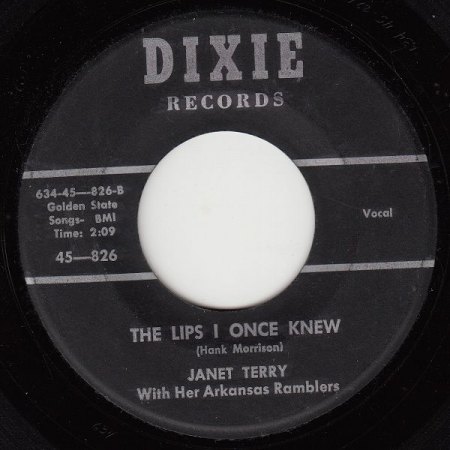 DIXIE
RECORDS
634-45—826-B
Golden State
Songs- BMI
Time: 2:09
45—826
Vocal
THE LIPS I ONCE KNEW
(Hank Morrison)
JANET TERRY
With Her Arkansas Ramblers